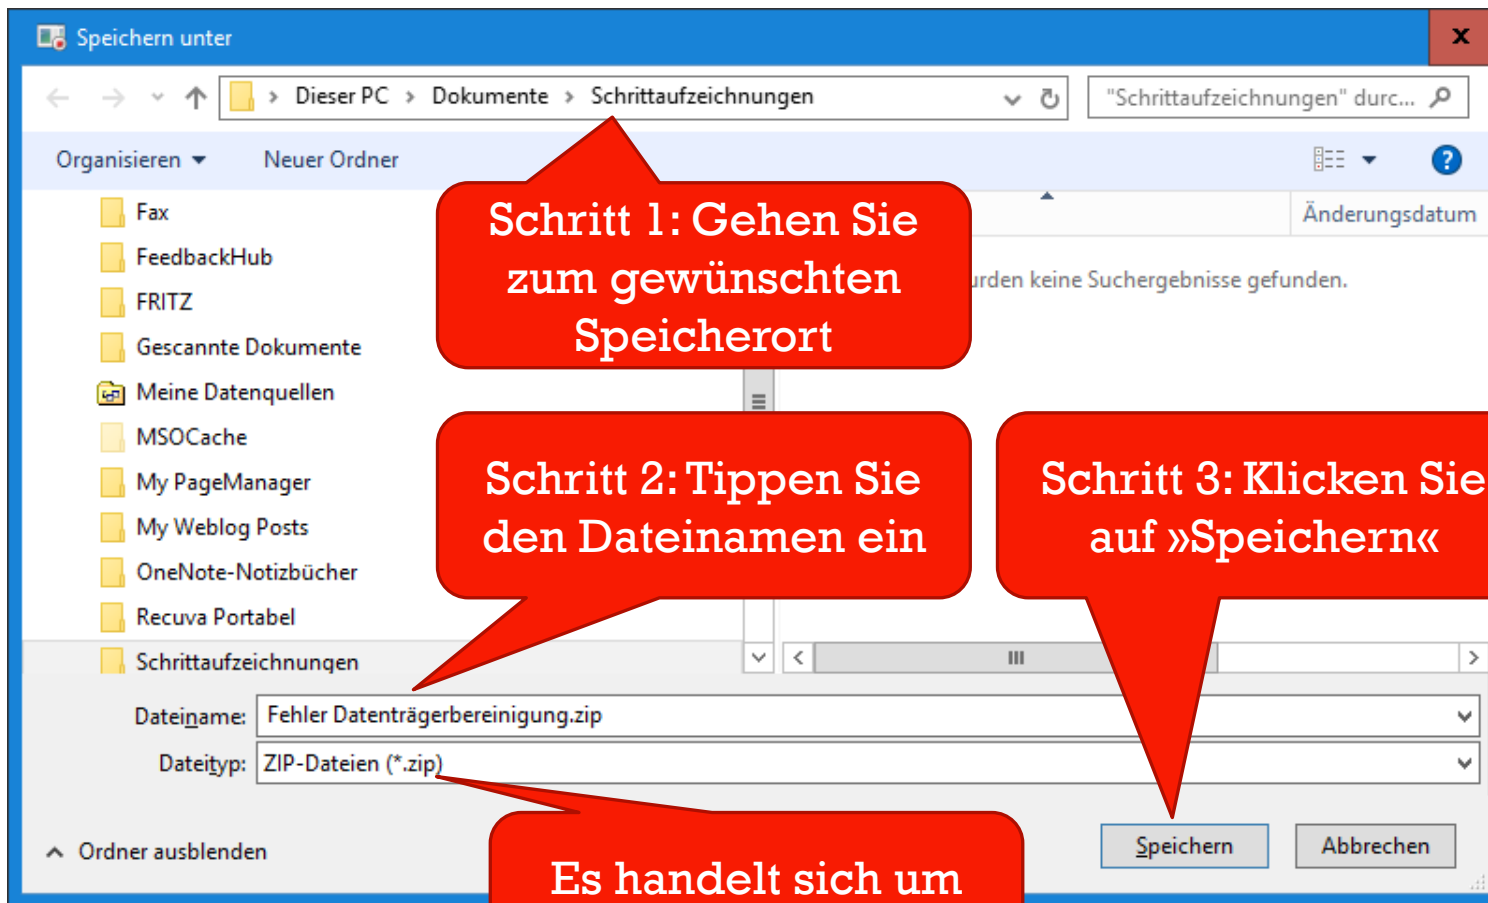 Speichern unter
Dieser PC > Dokumente > Schrittaufzeichnungen
"Schrittaufzeichnungen" durc...
Organisieren
Neuer Ordner
Änderungsdatum
Fax
FeedbackHub
FRITZ
Gescannte Dokumente
Meine Datenquellen
MSOCache
My PageManager
My Weblog Posts
OneNote-Notizbücher
Recuva Portabel
Schrittaufzeichnungen
keine Suchergebnisse gefunden.
Schritt 1: Gehen Sie
zum gewünschten
Speicherort
Schritt 2: Tippen Sie
den Dateinamen ein
Schritt 3: Klicken Sie
auf »Speichern«
Dateiname: Fehler Datenträgerbereinigung.zip
Dateityp: ZIP-Dateien (*.zip)
Es handelt sich um
Ordner ausblenden
Speichern
Abbrechen